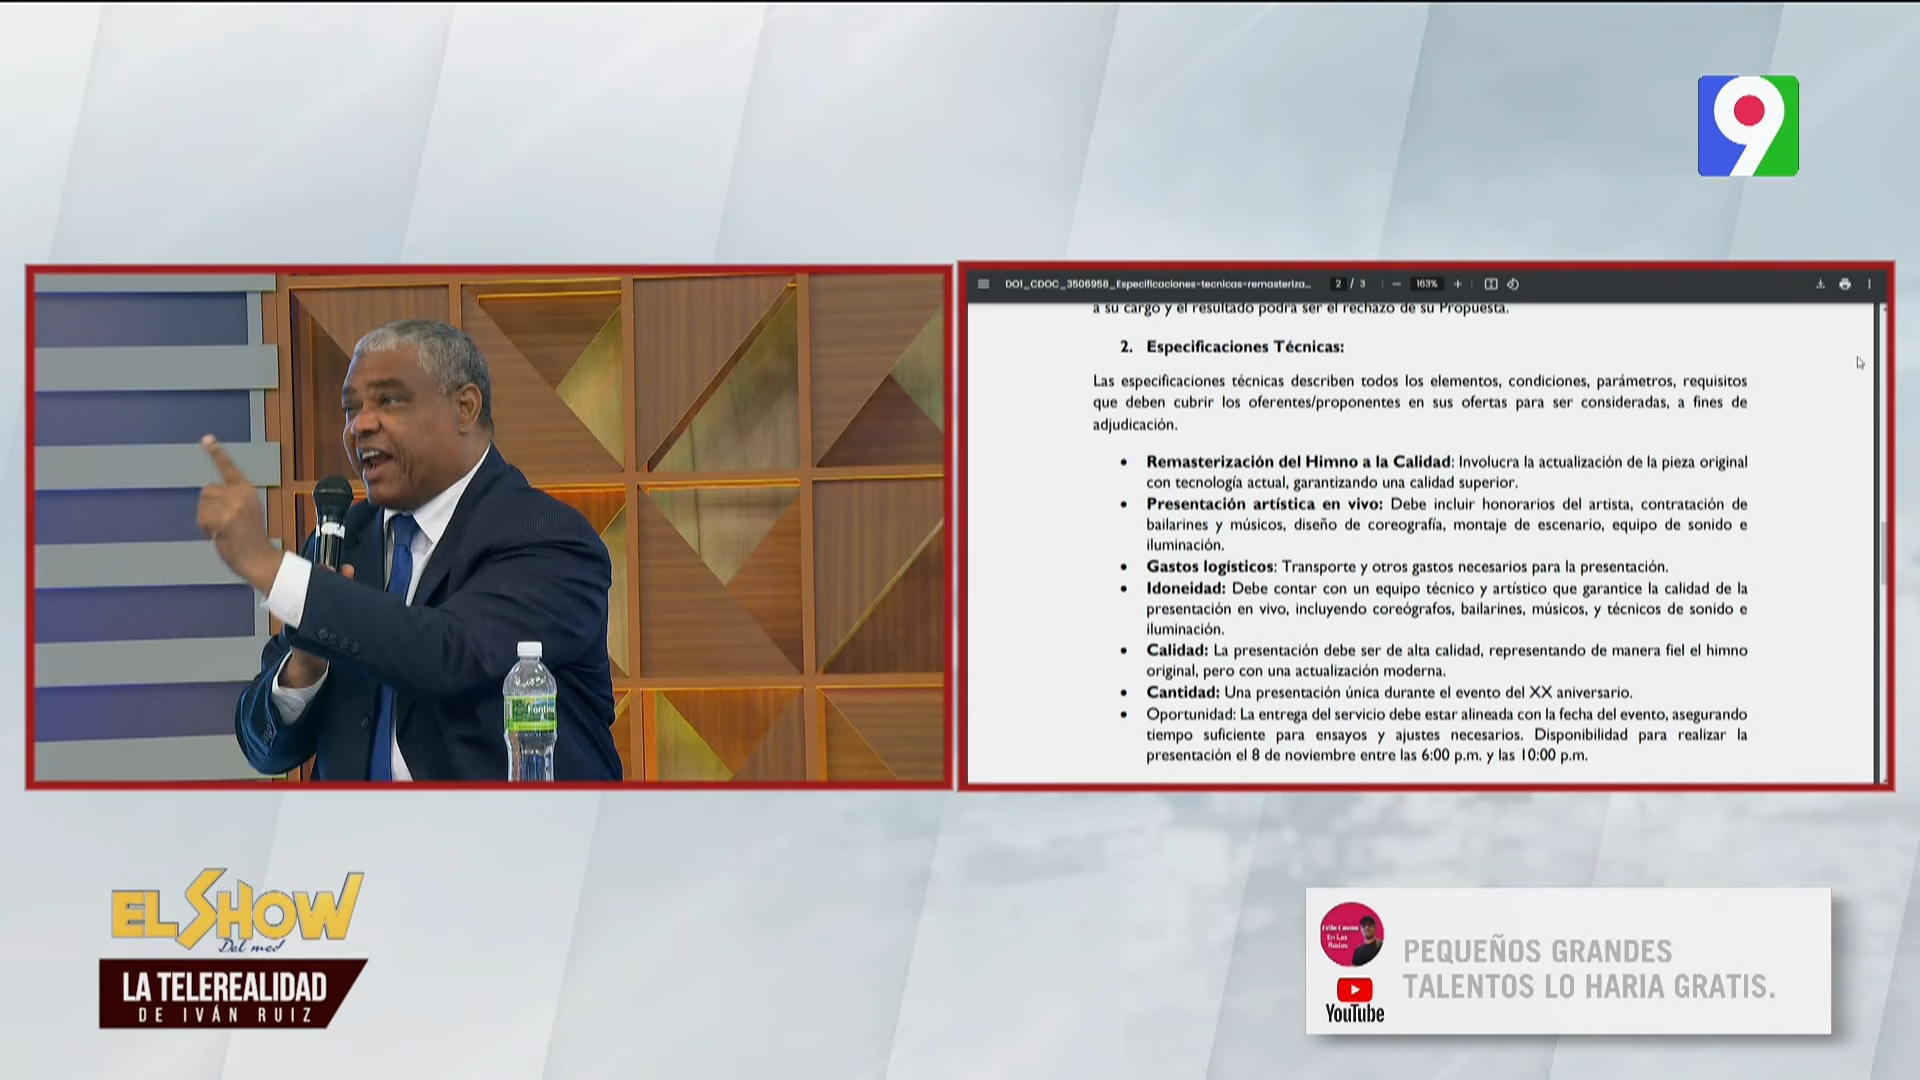 9
DO1_CDOC_3506958_Especificaciones-tecnicas-remasteriza... 2 / 3 — 163% +
a su cargo y el resultado podrá ser el rechazo de su Propuesta.
2. Especificaciones Técnicas:
Las especificaciones técnicas describen todos los elementos, condiciones, parámetros, requisitos
que deben cubrir los oferentes/proponentes en sus ofertas para ser consideradas, a fines de
adjudicación.
• Remasterización del Himno a la Calidad: Involucra la actualización de la pieza original
con tecnología actual, garantizando una calidad superior.
• Presentación artística en vivo: Debe incluir honorarios del artista, contratación de
bailarines y músicos, diseño de coreografía, montaje de escenario, equipo de sonido e
iluminación.
• Gastos logísticos: Transporte y otros gastos necesarios para la presentación.
• Idoneidad: Debe contar con un equipo técnico y artístico que garantice la calidad de la
presentación en vivo, incluyendo coreógrafos, bailarines, músicos, y técnicos de sonido e
iluminación.
• Calidad: La presentación debe ser de alta calidad, representando de manera fiel el himno
original, pero con una actualización moderna.
• Cantidad: Una presentación única durante el evento del XX aniversario.
• Oportunidad: La entrega del servicio debe estar alineada con la fecha del evento, asegurando
tiempo suficiente para ensayos y ajustes necesarios. Disponibilidad para realizar la
presentación el 8 de noviembre entre las 6:00 p.m. y las 10:00 p.m.
EL SHOW
Del med
LA TELEREALIDAD
DE IVÁN RUIZ
En Las
PEQUEÑOS GRANDES
TALENTOS LO HARIA GRATIS.
YouTube